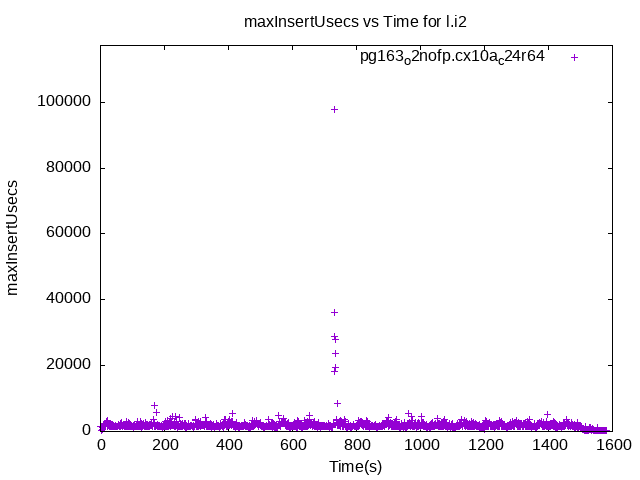 maxInsertUsecs vs Time for l.i2
pg163o2nofp.cx10ac24r64
100000
80000
60000
40000
20000
0
maxInsertUsecs
0 200 400 600 800 1000 1200 1400 1600
Time(s)